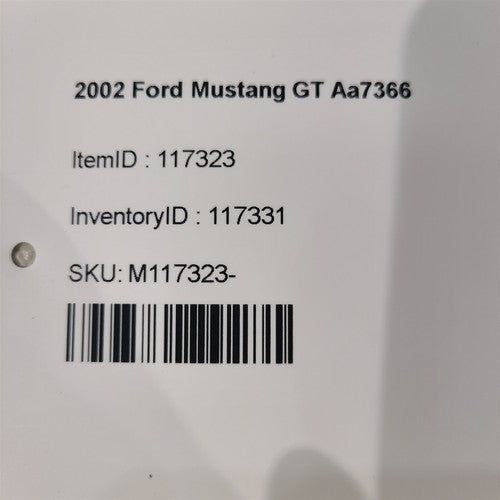 2002 Ford Mustang GT Aa7366
ItemID : 117323
InventoryID : 117331
SKU: M117323-